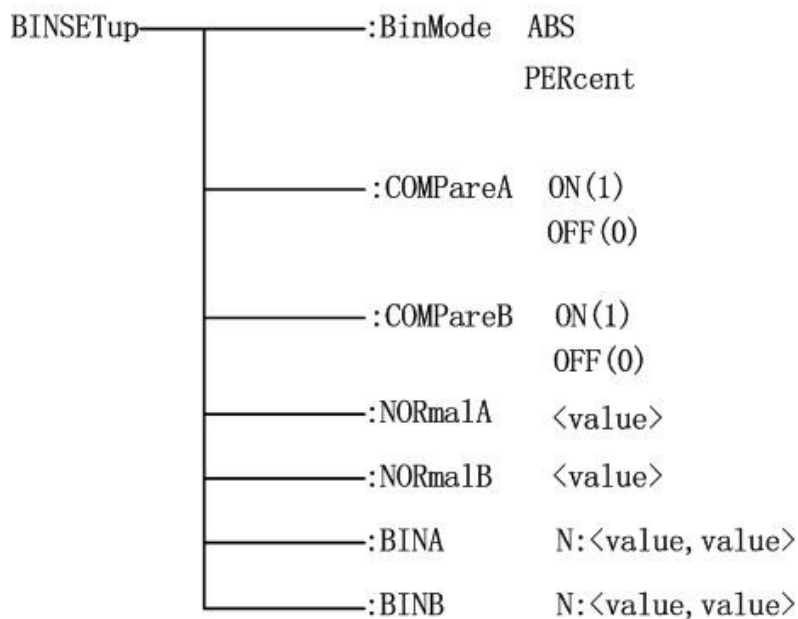 BINSETup :BinMode ABS
PERcent
:COMPareA ON(1)
OFF(0)
:COMPareB ON(1)
OFF(0)
:NORmalA <value>
:NORmalB <value>
:BINA N:<value,value>
:BINB N:<value,value>